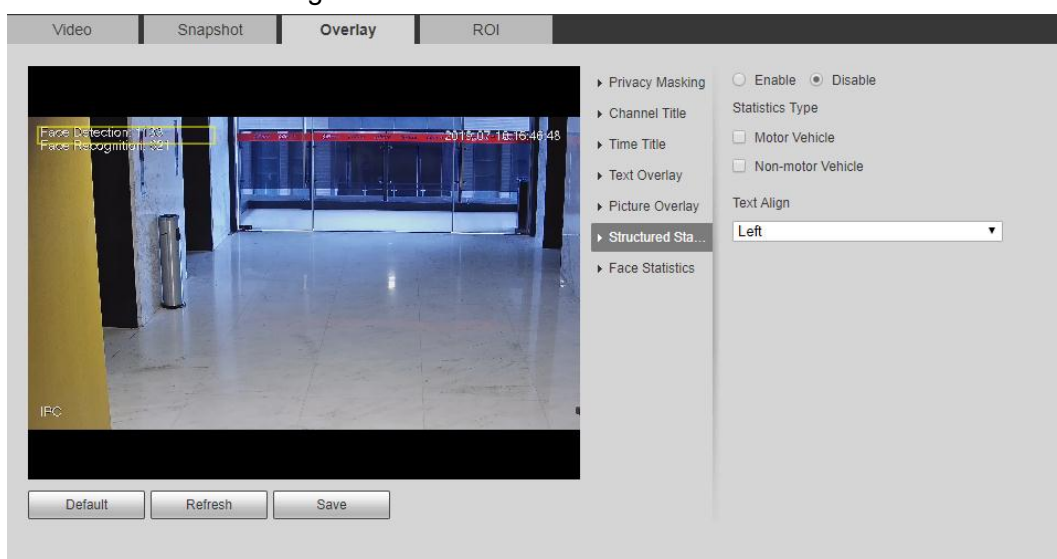 Video
Snapshot
Overlay
ROI
Face Detection: 1133
Face Recognition: 321
2019-07-16 15:46:48
IPC
Privacy Masking
Channel Title
Time Title
Text Overlay
Picture Overlay
Structured Sta...
Face Statistics
Enable
Disable
Statistics Type
Motor Vehicle
Non-motor Vehicle
Text Align
Left
Default
Refresh
Save